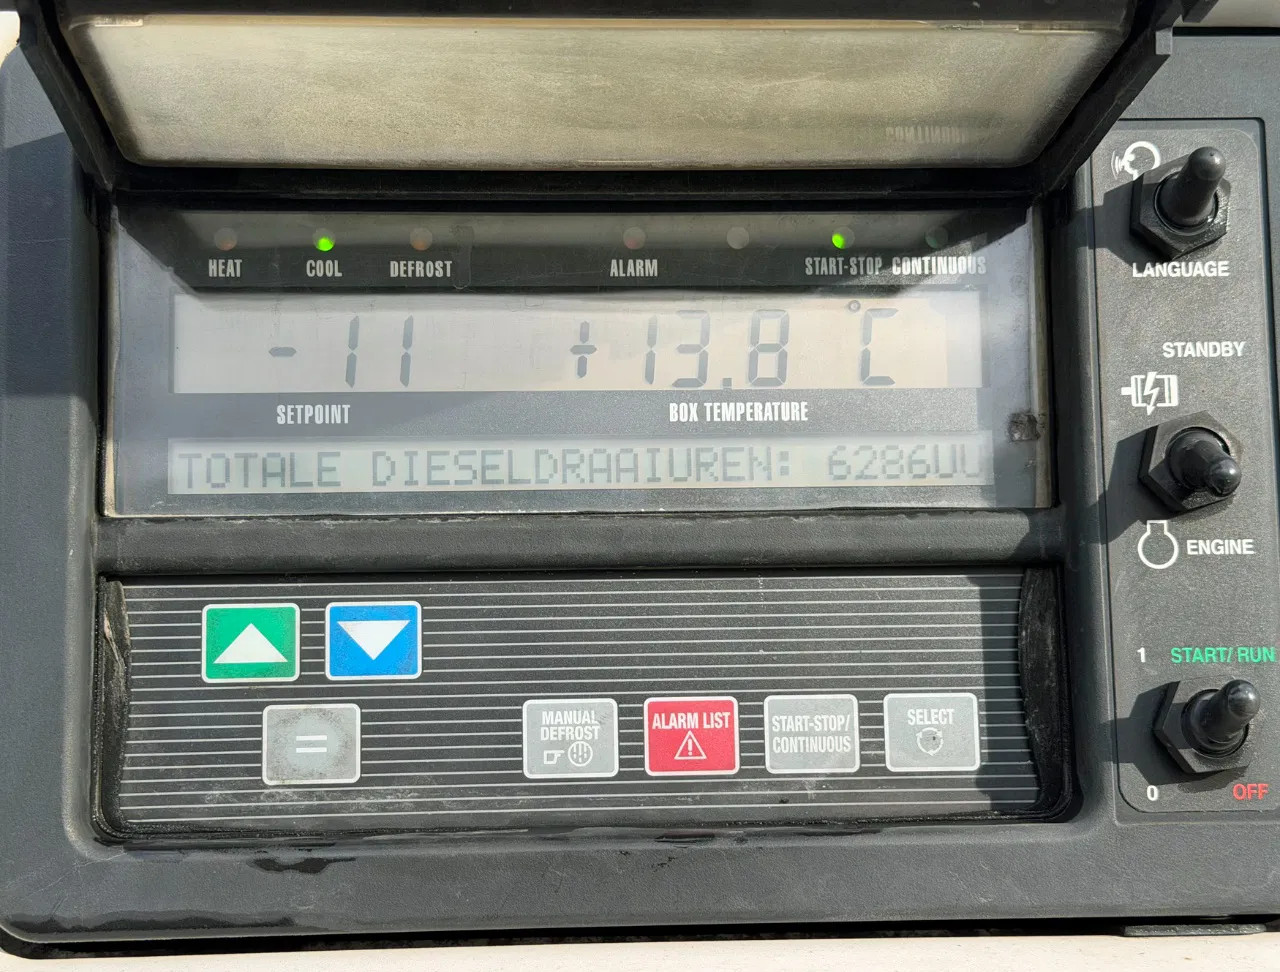 HEAT COOL DEFROST ALARM START-STOP CONTINUOUS
-11 +13.8 °C
SETPOINT BOX TEMPERATURE
TOTALE DIESELDRAAIUREN: 6286UU
MANUAL DEFROST
ALARM LIST
START-STOP/ CONTINUOUS
SELECT
LANGUAGE
STANDBY
ENGINE
1 START/RUN
0 OFF